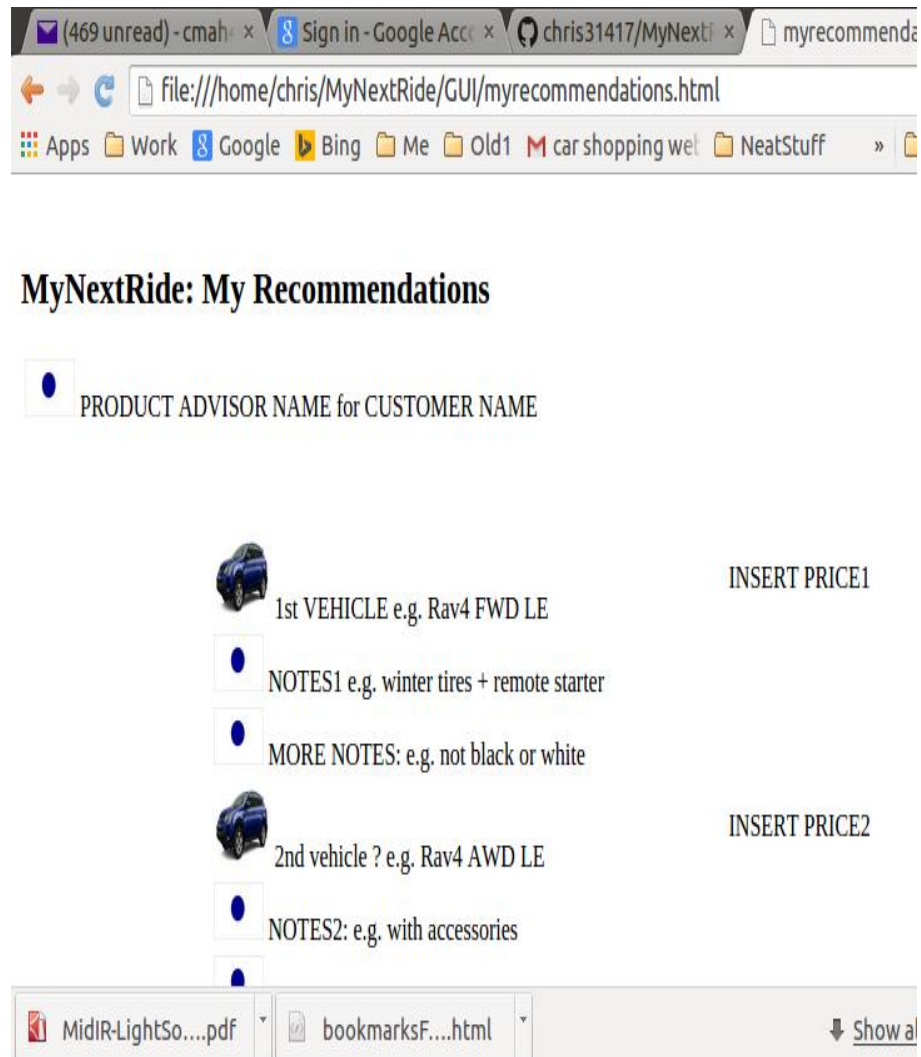 (469 unread) - cmah × Sign in - Google Acc × chris31417/MyNext × myrecommenda
file:///home/chris/MyNextRide/GUI/myrecommendations.html
Apps Work Google Bing Me Old1 car shopping web NeatStuff »
MyNextRide: My Recommendations
PRODUCT ADVISOR NAME for CUSTOMER NAME
1st VEHICLE e.g. Rav4 FWD LE INSERT PRICE1
NOTES1 e.g. winter tires + remote starter
MORE NOTES: e.g. not black or white
2nd vehicle ? e.g. Rav4 AWD LE INSERT PRICE2
NOTES2: e.g. with accessories
MidIR-LightSo....pdf bookmarksF....html Show al